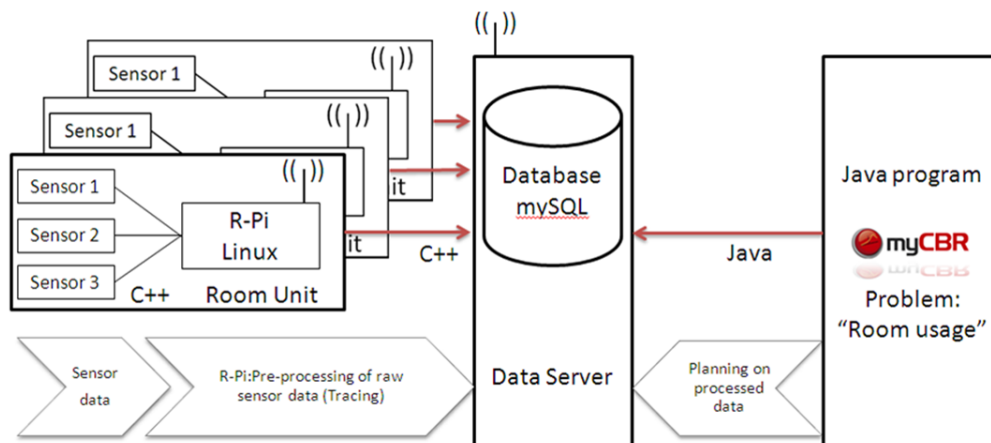 ((  ))
Sensor 1
((  ))
Sensor 1
((  ))
((  ))
Sensor 1
Sensor 2
Sensor 3
R-Pi
Linux
C++
Room Unit
it
it
C++
Database
mySQL
Data Server
Java
Java program
myCBR
Problem:
“Room usage”
Sensor
data
R-Pi:Pre-processing of raw
sensor data (Tracing)
Planning on
processed
data